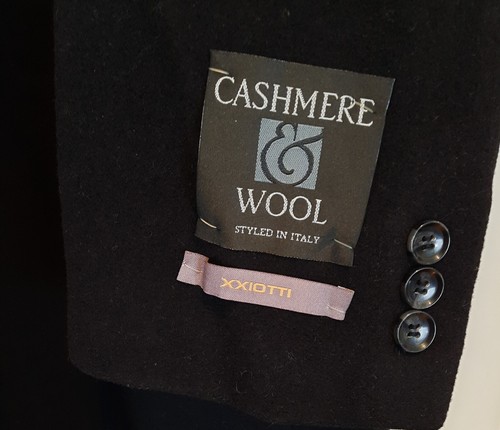 CASHMERE
&
WOOL
STYLED IN ITALY
XXIOTTI